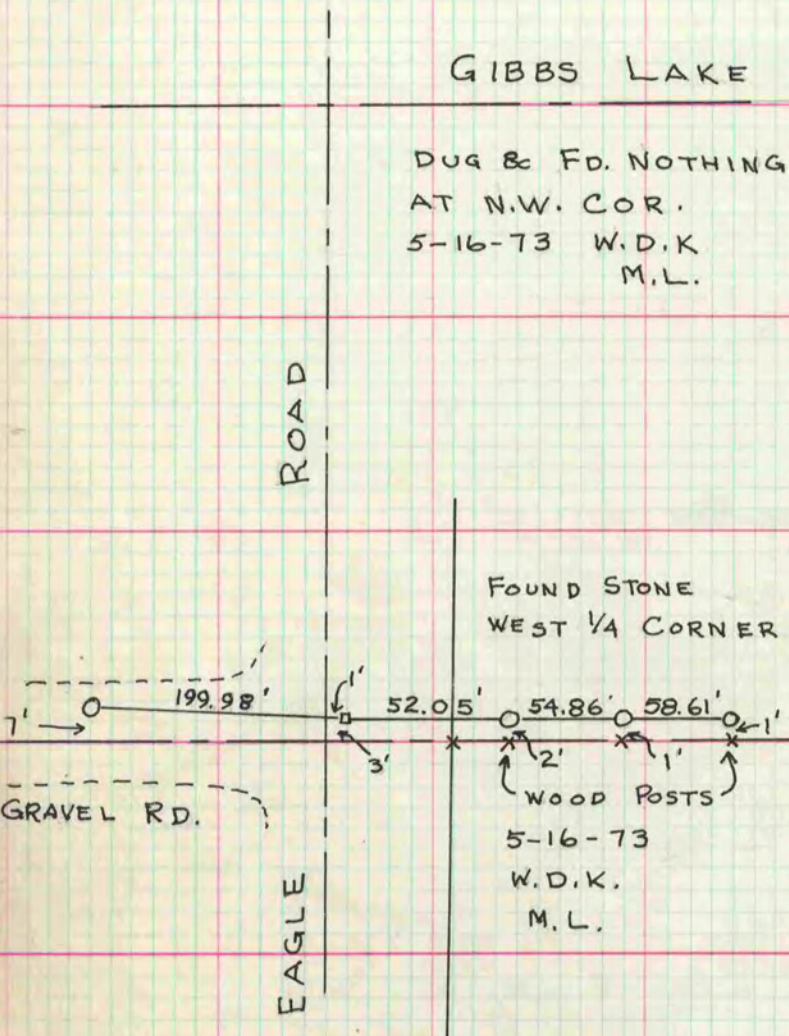 GIBBS LAKE
DUG & FD. NOTHING
AT N.W. COR.
5-16-73 W.D.K
M.L.
ROAD
FOUND STONE
WEST 1/4 CORNER
199.98'
1'
52.05'
54.86'
58.61'
7'
3'
2'
1'
1'
GRAVEL RD.
WOOD POSTS
5-16-73
W.D.K.
M.L.
EAGLE